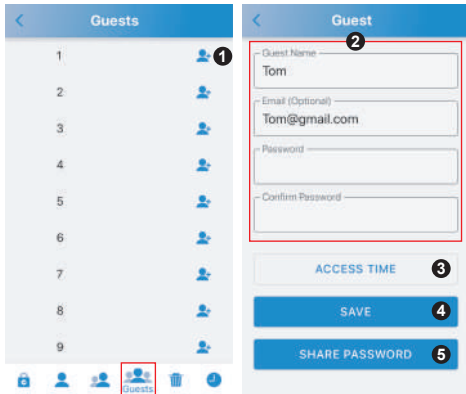 Guests
1
1
2
3
4
5
6
7
8
9
Guests
Guest
2
Guest Name
Tom
Email (Optional)
Tom@gmail.com
Password
Confirm Password
ACCESS TIME 3
SAVE 4
SHARE PASSWORD 5